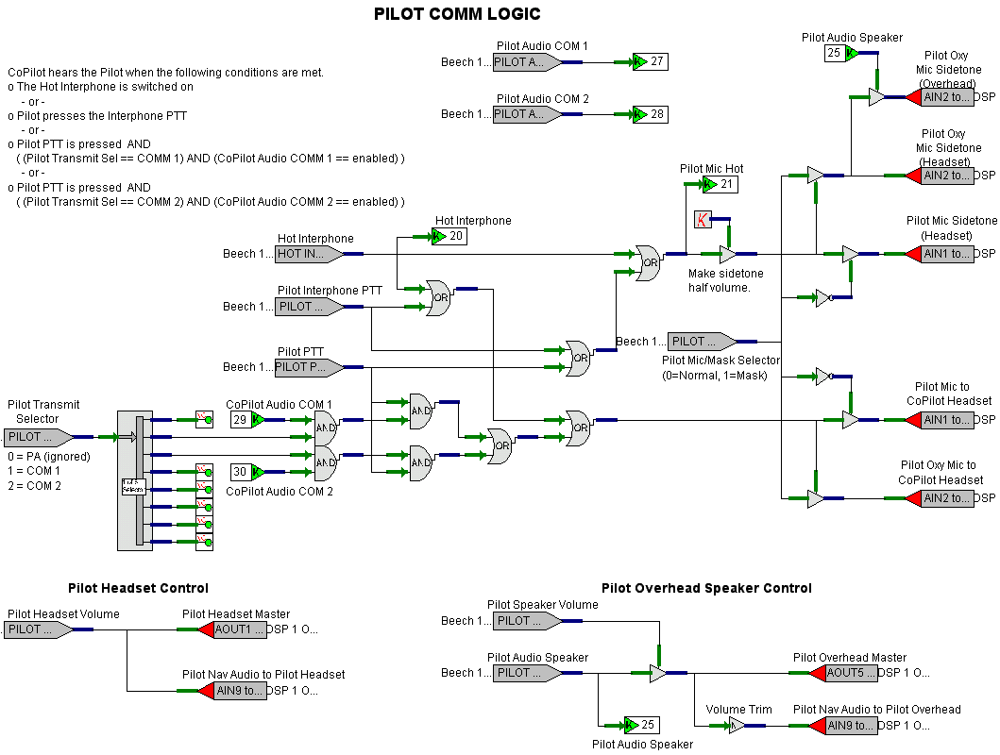 PILOT COMM LOGIC
CoPilot hears the Pilot when the following conditions are met.
o The Hot Interphone is switched on
- or -
o Pilot presses the Interphone PTT
- or -
o Pilot PTT is pressed AND
( (Pilot Transmit Sel == COMM 1) AND (CoPilot Audio COMM 1 == enabled) )
- or -
o Pilot PTT is pressed AND
( (Pilot Transmit Sel == COMM 2) AND (CoPilot Audio COMM 2 == enabled) )
Pilot Audio COM 1
Beech 1... PILOT A... K 27
Pilot Audio COM 2
Beech 1... PILOT A... K 28
Pilot Audio Speaker
25 K
Pilot Oxy
Mic Sidetone
(Overhead)
AIN2 to... DSP
Pilot Oxy
Mic Sidetone
(Headset)
AIN2 to... DSP
Pilot Mic Hot
K 21
K
Make sidetone
half volume.
Pilot Mic Sidetone
(Headset)
AIN1 to... DSP
Hot Interphone
K 20
Hot Interphone
Beech 1... HOT IN...
OR
Pilot Interphone PTT
Beech 1... PILOT ...
OR
Pilot PTT
Beech 1... PILOT P...
OR
Beech 1... PILOT ...
Pilot Mic/Mask Selector
(0=Normal, 1=Mask)
Pilot Mic to
CoPilot Headset
AIN1 to... DSP
Pilot Oxy Mic to
CoPilot Headset
AIN2 to... DSP
Pilot Transmit
Selector
PILOT ...
0 = PA (ignored)
1 = COM 1
2 = COM 2
CoPilot Audio COM 1
29 K
AND
AND
OR
OR
30 K
AND
AND
CoPilot Audio COM 2
Pilot Headset Control
Pilot Headset Volume
PILOT ...
Pilot Headset Master
AOUT1 ... DSP 1 O...
Pilot Nav Audio to Pilot Headset
AIN9 to... DSP 1 O...
Pilot Overhead Speaker Control
Pilot Speaker Volume
Beech 1... PILOT ...
Pilot Audio Speaker
Beech 1... PILOT ...
K 25
Pilot Audio Speaker
Pilot Overhead Master
AOUT5 ... DSP 1 O...
Volume Trim
Pilot Nav Audio to Pilot Overhead
AIN9 to... DSP 1 O...